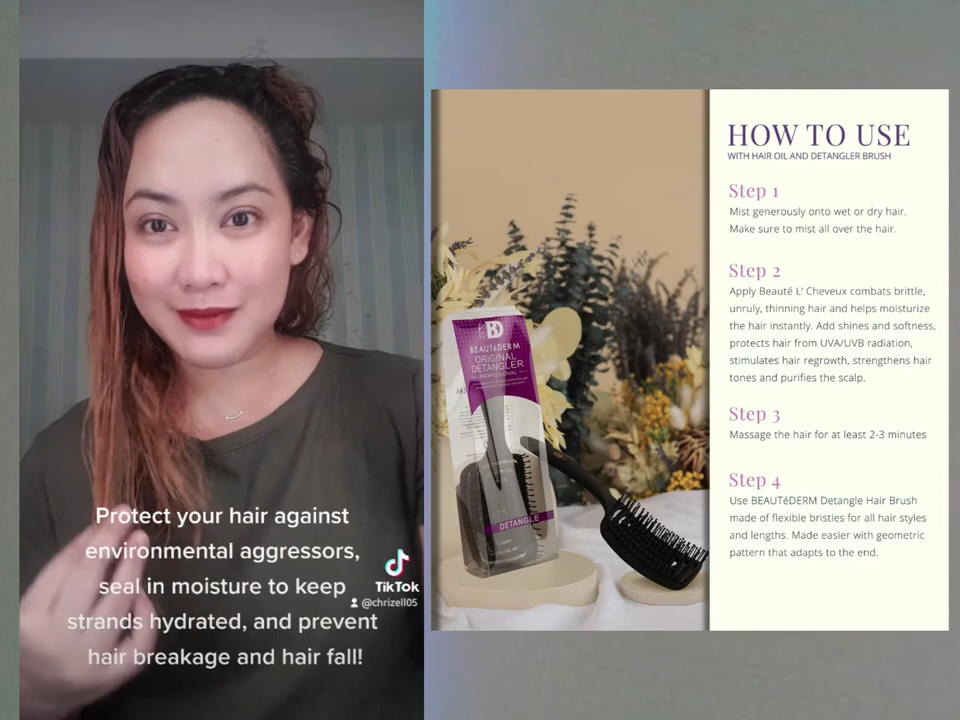 Protect your hair against
environmental aggressors,
seal in moisture to keep
strands hydrated, and prevent
hair breakage and hair fall!
TikTok
@chrizell05
BD
BEAUTéDERM
ORIGINAL
DETANGLER
PROFESSIONAL
DETANGLE
HOW TO USE
WITH HAIR OIL AND DETANGLER BRUSH
Step 1
Mist generously onto wet or dry hair.
Make sure to mist all over the hair.
Step 2
Apply Beauté L' Cheveux combats brittle,
unruly, thinning hair and helps moisturize
the hair instantly. Add shines and softness,
protects hair from UVA/UVB radiation,
stimulates hair regrowth, strengthens hair
tones and purifies the scalp.
Step 3
Massage the hair for at least 2-3 minutes
Step 4
Use BEAUTéDERM Detangle Hair Brush
made of flexible bristles for all hair styles
and lengths. Made easier with geometric
pattern that adapts to the end.